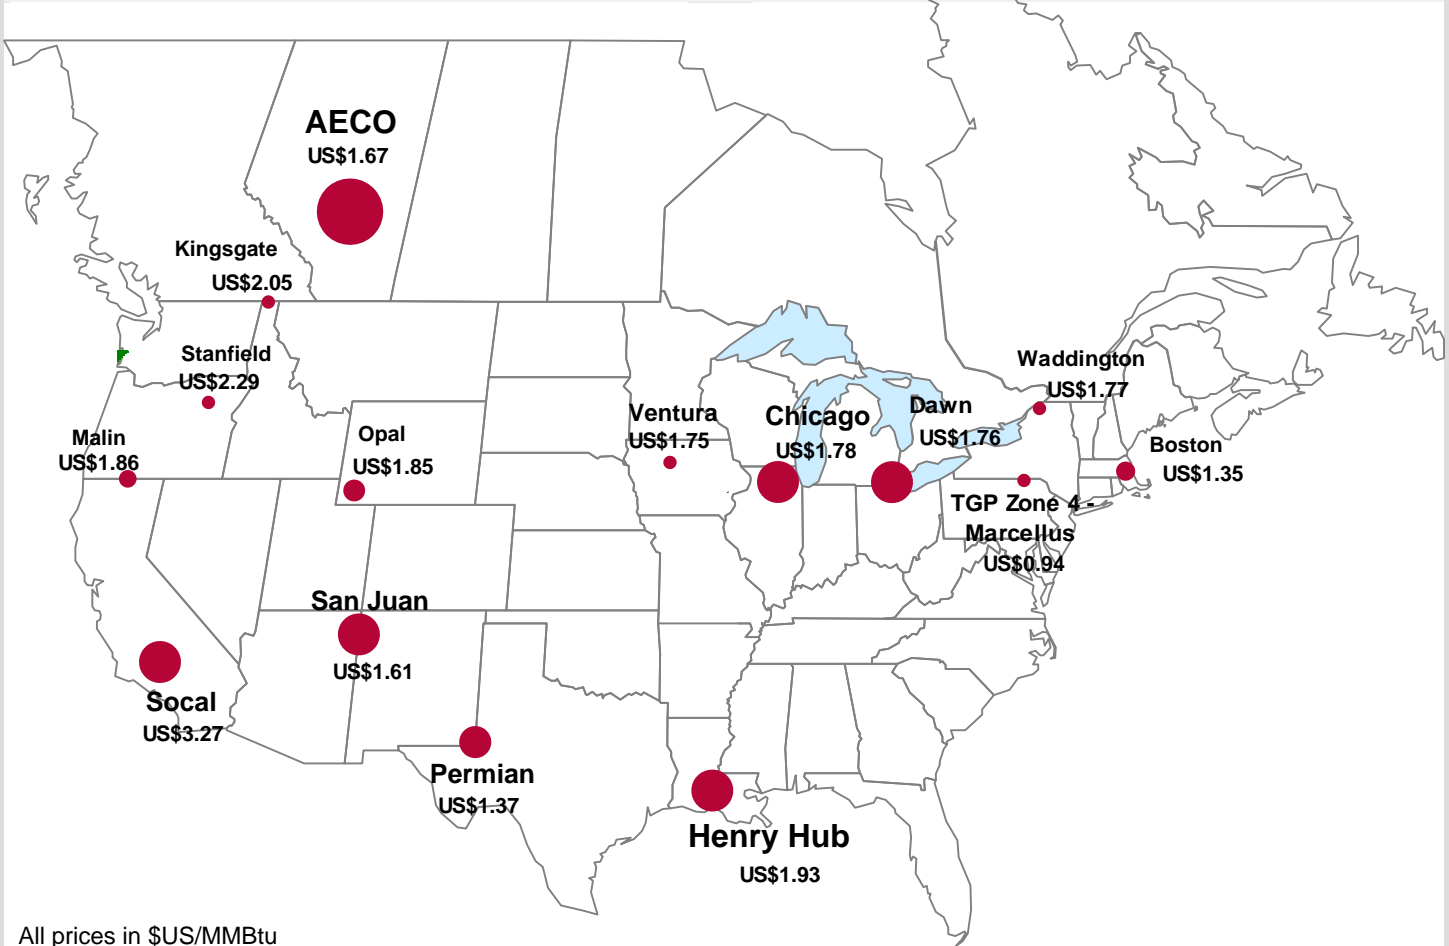 AECO
US$1.67
Kingsgate
US$2.05
Stanfield
US$2.29
Malin
US$1.86
Opal
US$1.85
Ventura
US$1.75
Chicago
US$1.78
Dawn
US$1.76
Waddington
US$1.77
Boston
US$1.35
TGP Zone 4 -
Marcellus
US$0.94
San Juan
US$1.61
Socal
US$3.27
Permian
US$1.37
Henry Hub
US$1.93
All prices in $US/MMBtu